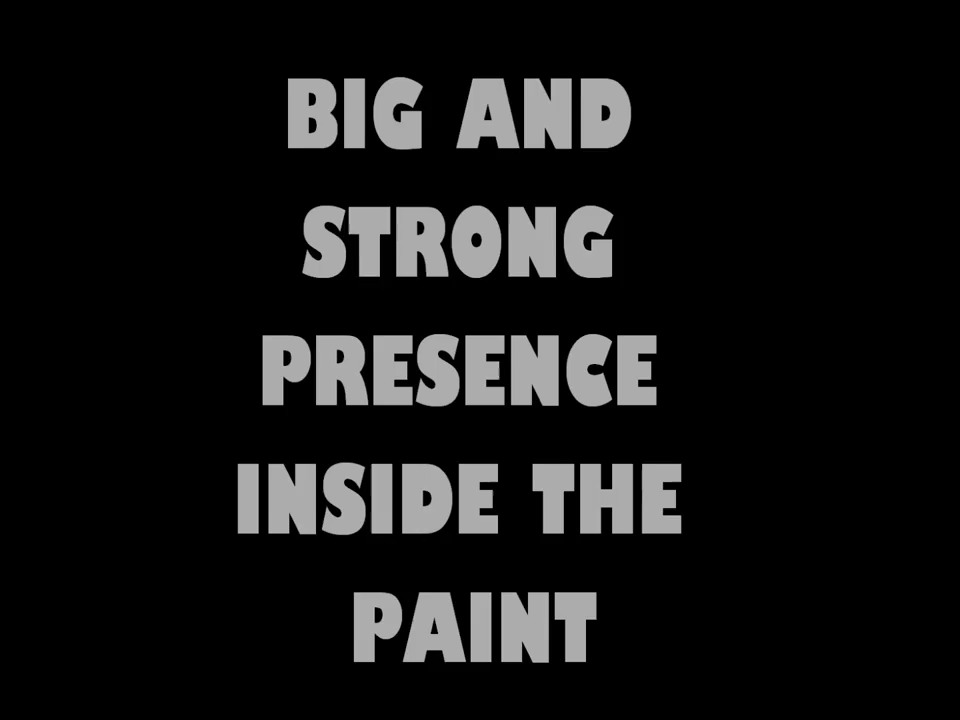 BIG AND
STRONG
PRESENCE
INSIDE THE
PAINT